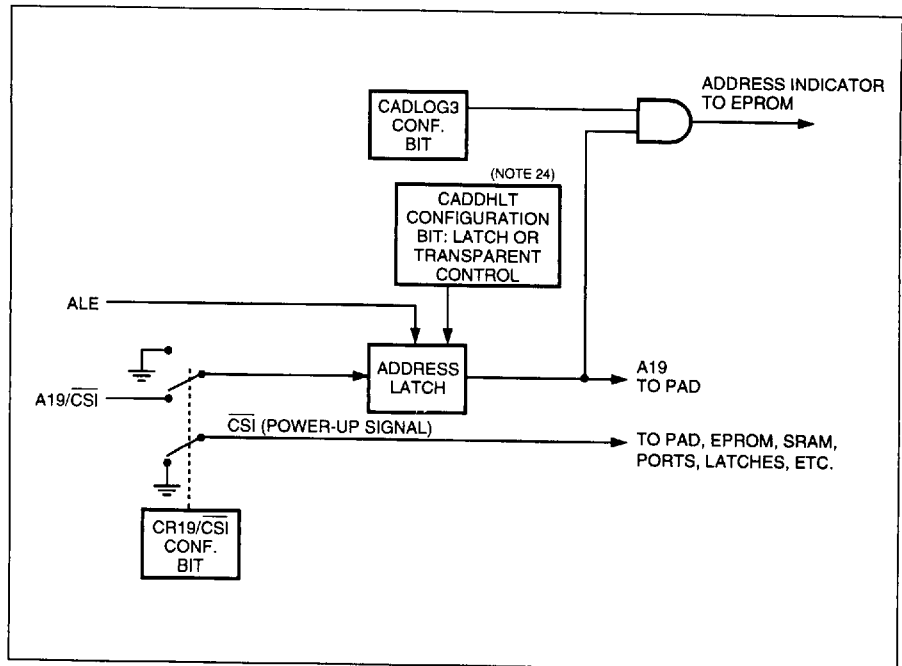 ADDRESS INDICATOR
TO EPROM
CADLOG3
CONF.
BIT
(NOTE 24)
CADDHLT
CONFIGURATION
BIT: LATCH OR
TRANSPARENT
CONTROL
ALE
ADDRESS
LATCH
A19
TO PAD
A19/CSI
CSI (POWER-UP SIGNAL)
TO PAD, EPROM, SRAM,
PORTS, LATCHES, ETC.
CR19/CSI
CONF.
BIT